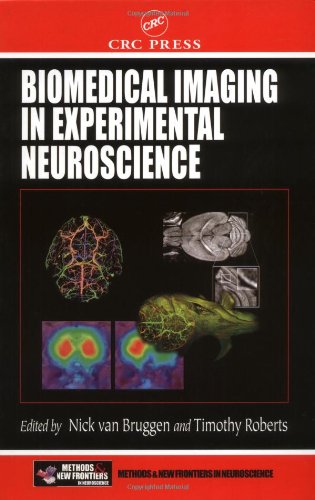 CRC
CRC PRESS
BIOMEDICAL IMAGING
IN EXPERIMENTAL
NEUROSCIENCE
Edited by Nick van Bruggen and Timothy Roberts
METHODS &
NEW FRONTIERS
IN NEUROSCIENCE
METHODS & NEW FRONTIERS IN NEUROSCIENCE